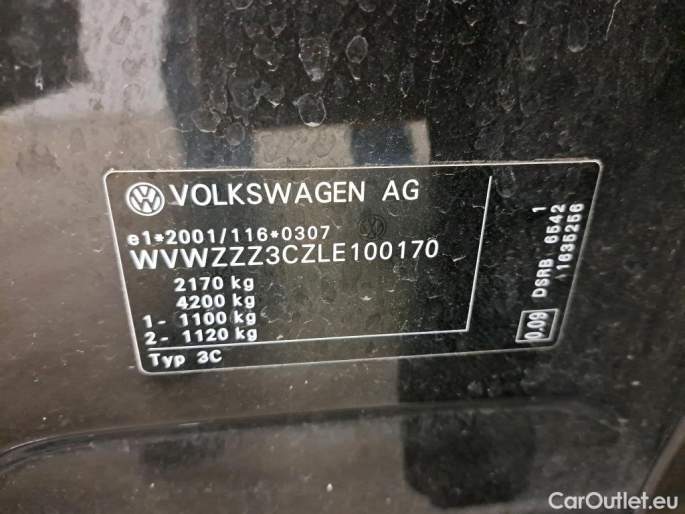 VOLKSWAGEN AG
e1*2001/116*0307
WVWZZZ3CZLE100170
2170 kg
4200 kg
1- 1100 kg
2- 1120 kg
Typ 3C
0.09
DSRB 6542 1
11635256
CarOutlet.eu